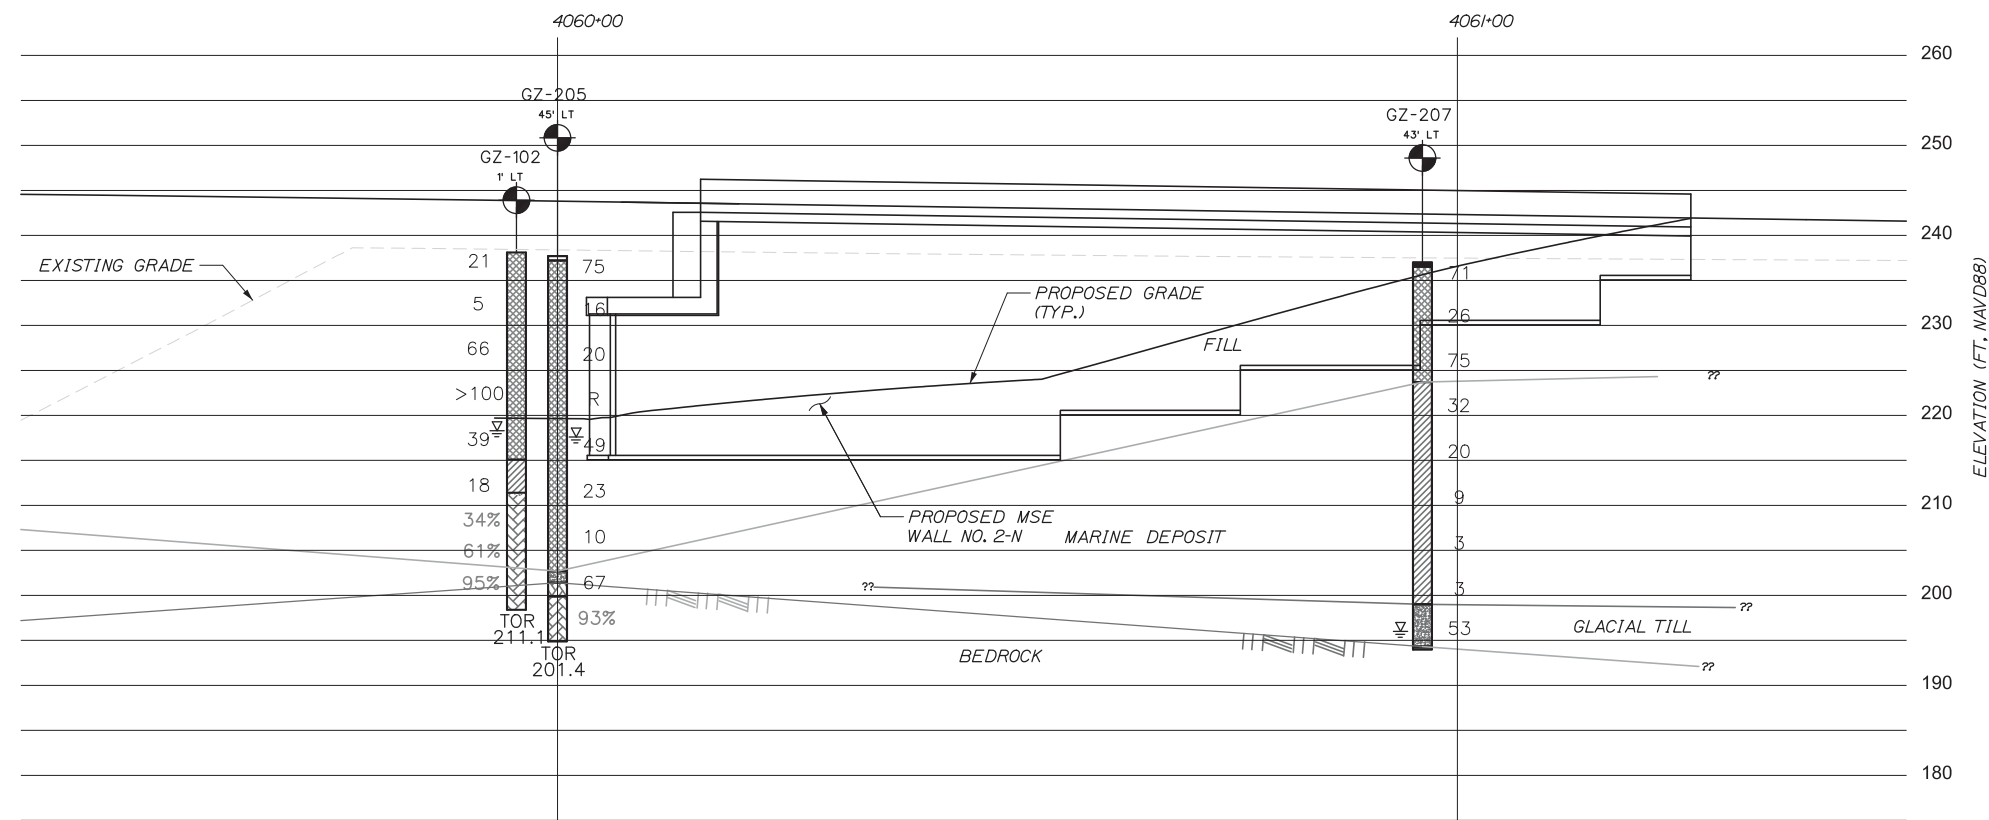 4060+00
4061+00
260
GZ-205
45' LT
GZ-207
43' LT
250
GZ-102
1' LT
240
EXISTING GRADE
21
75
71
5
16
PROPOSED GRADE
(TYP.)
26
230
66
20
FILL
75
>100
R
??
32
220
39
49
20
18
23
9
210
34%
PROPOSED MSE
WALL NO. 2-N
MARINE DEPOSIT
61%
10
3
95%
67
??
3
200
93%
??
TOR
211.1
53
GLACIAL TILL
TOR
201.4
BEDROCK
??
190
180
ELEVATION (FT, NAVD88)